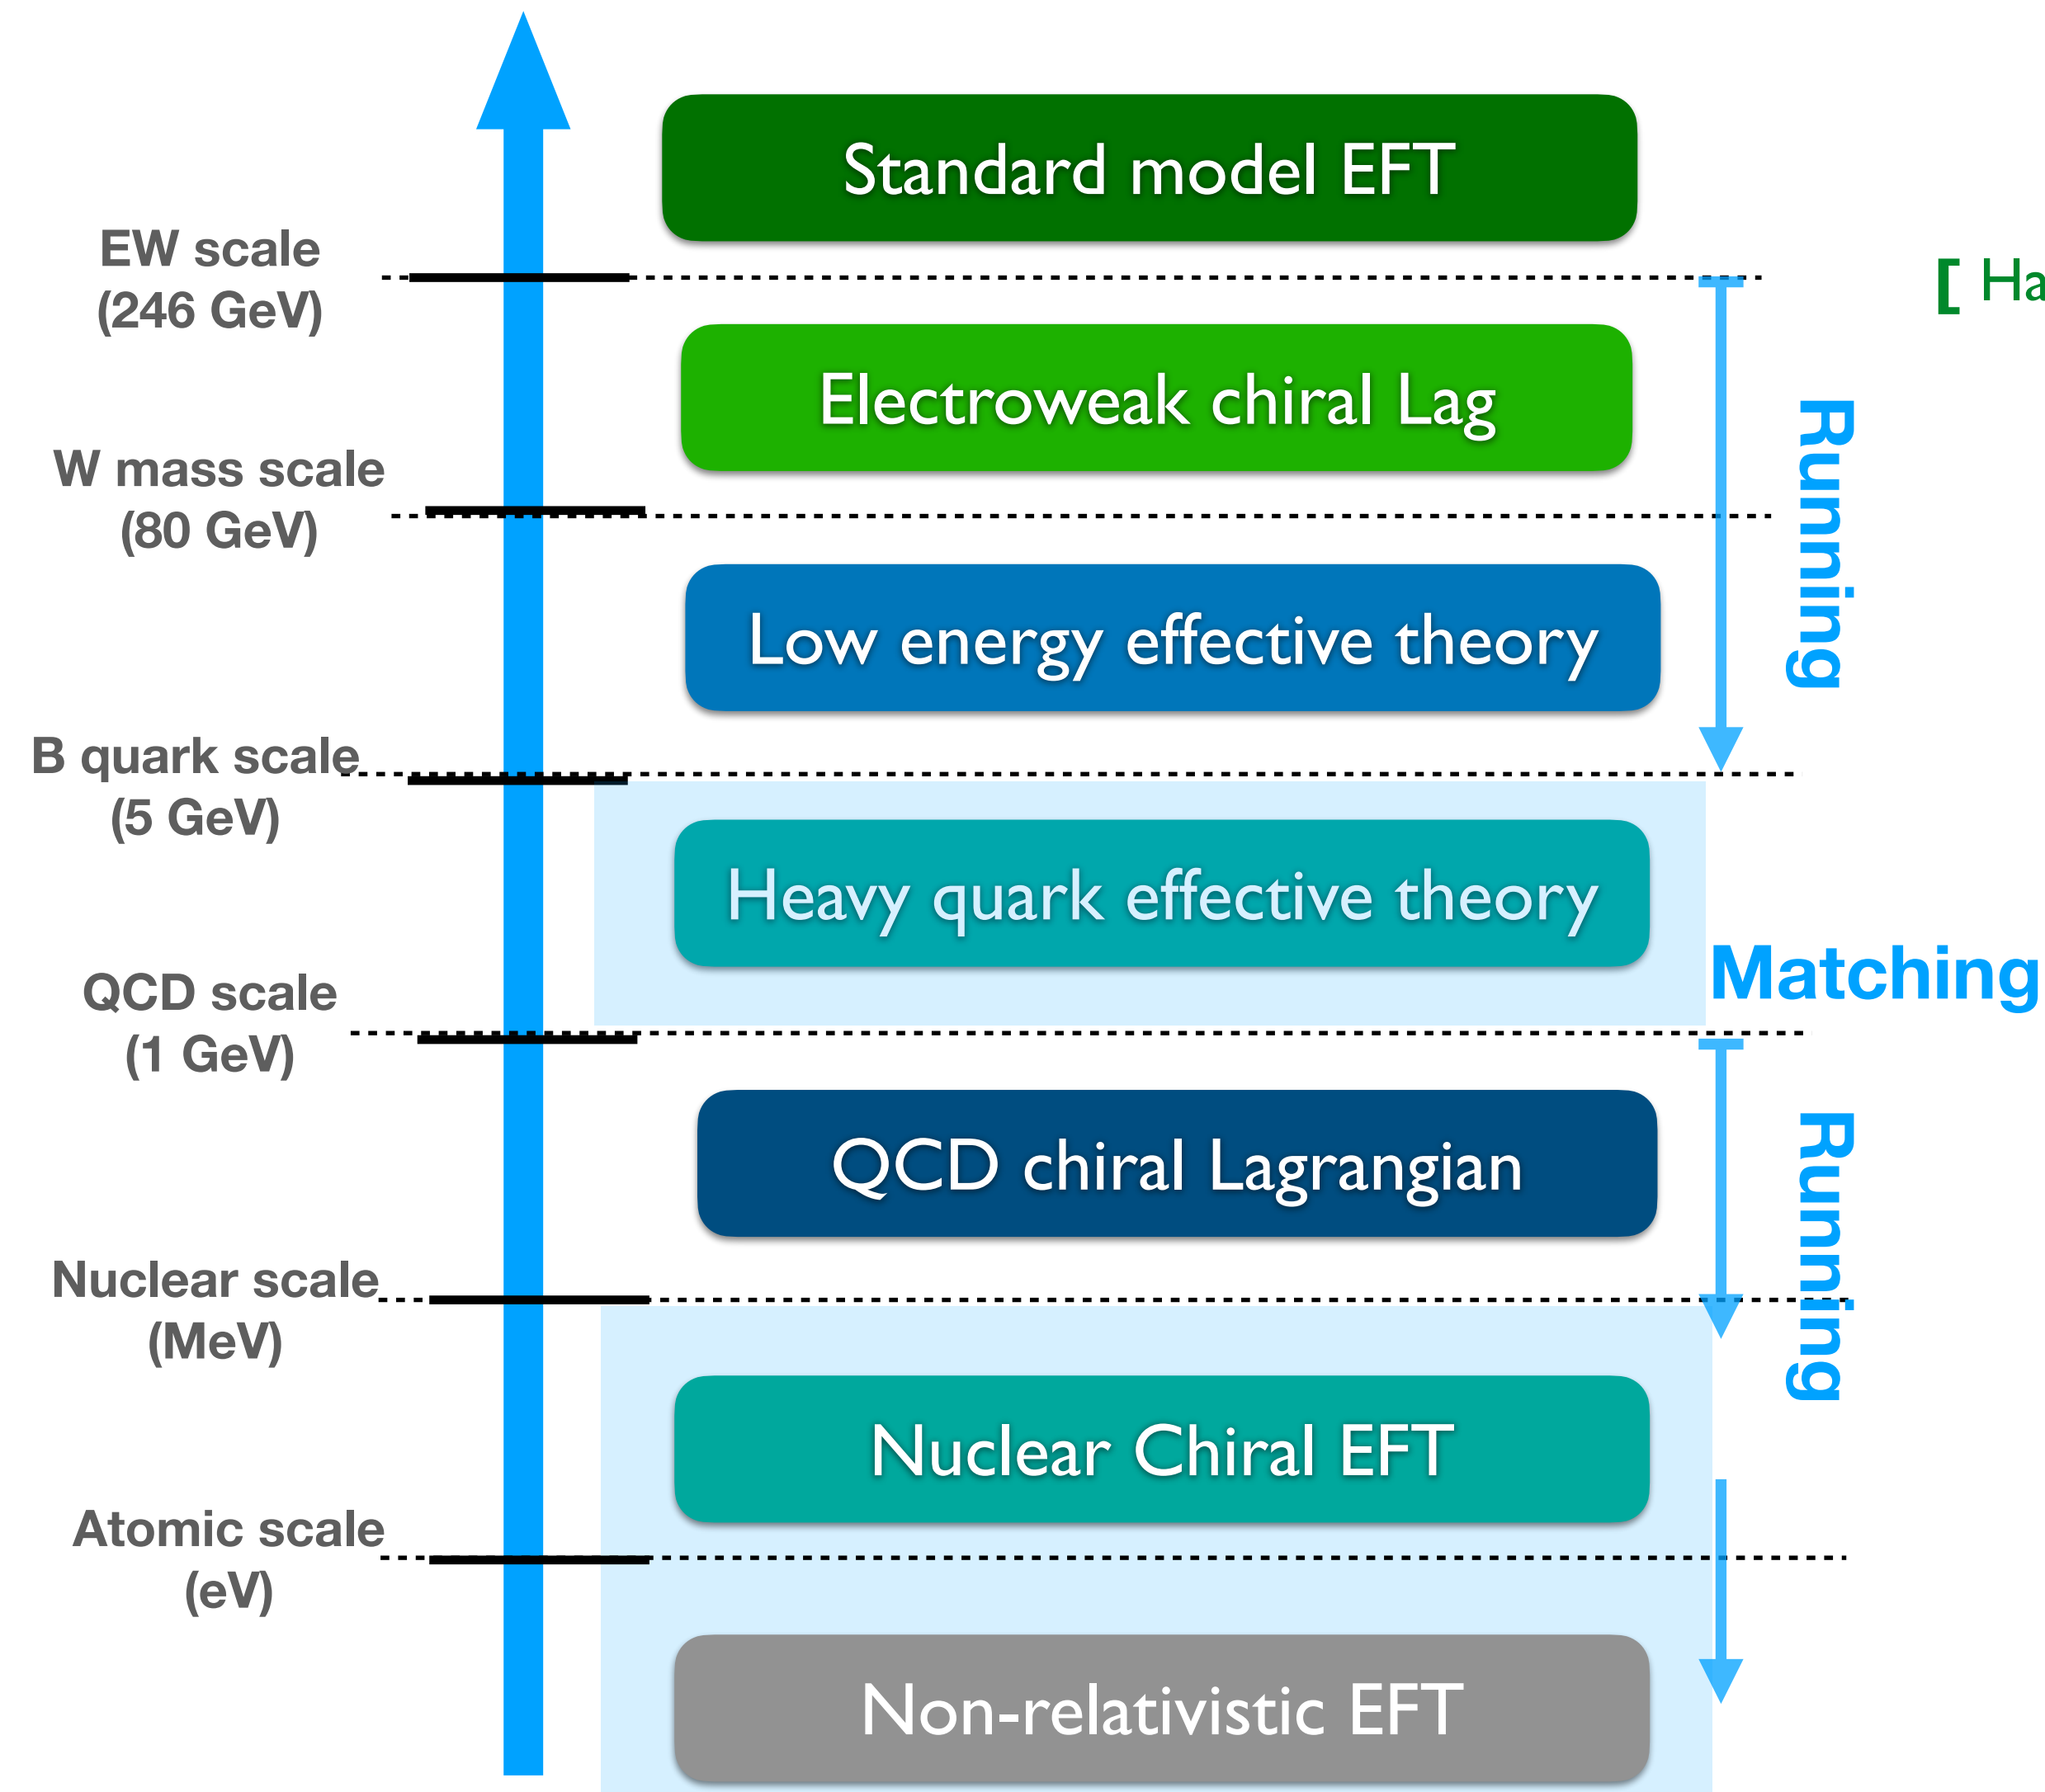 Standard model EFT
EW scale
(246 GeV)
[ Ha
Electroweak chiral Lag
W mass scale
(80 GeV)
Running
Low energy effective theory
B quark scale
(5 GeV)
Heavy quark effective theory
Matching
QCD scale
(1 GeV)
QCD chiral Lagrangian
Running
Nuclear scale
(MeV)
Nuclear Chiral EFT
Atomic scale
(eV)
Non-relativistic EFT